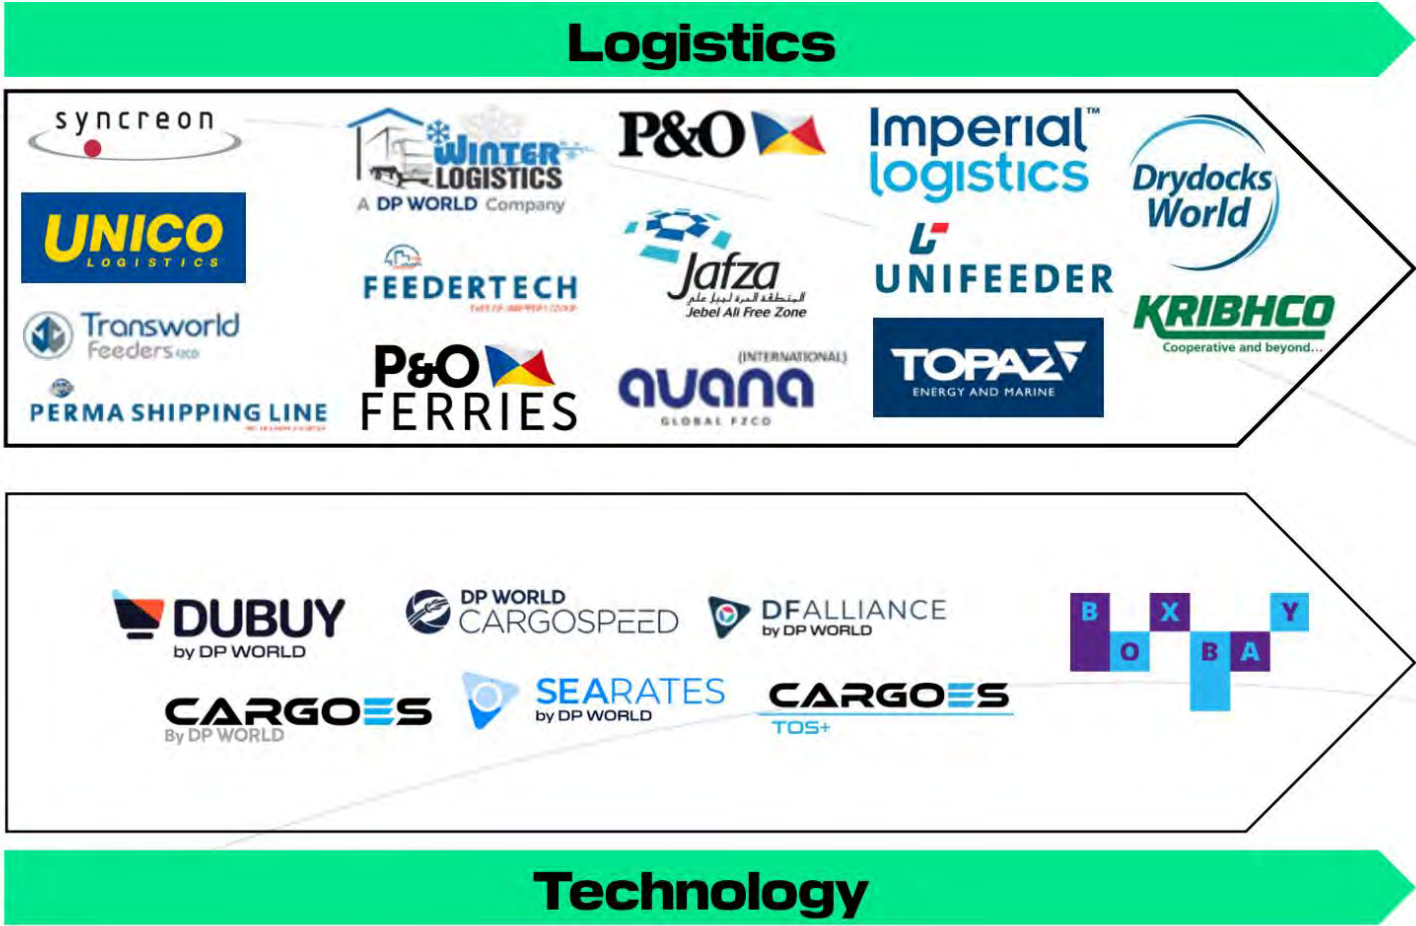 Logistics
syncreon
UNICO
LOGISTICS
Transworld
Feeders
PERMA SHIPPING LINE
WINTER
LOGISTICS
A DP WORLD Company
FEEDERTECH
P&O
FERRIES
P&O
Jafza
المنطقة الحرة لجبل علي
Jebel Ali Free Zone
(INTERNATIONAL)
avana
GLOBAL FZCO
Imperial™
logistics
UNIFEEDER
TOPAZ
ENERGY AND MARINE
Drydocks
World
KRIBHCO
Cooperative and beyond...
DUBUY
by DP WORLD
DP WORLD
CARGOSPEED
DFALLIANCE
by DP WORLD
BOXBAY
CARGOES
By DP WORLD
SEARATES
by DP WORLD
CARGOES
TOS+
Technology